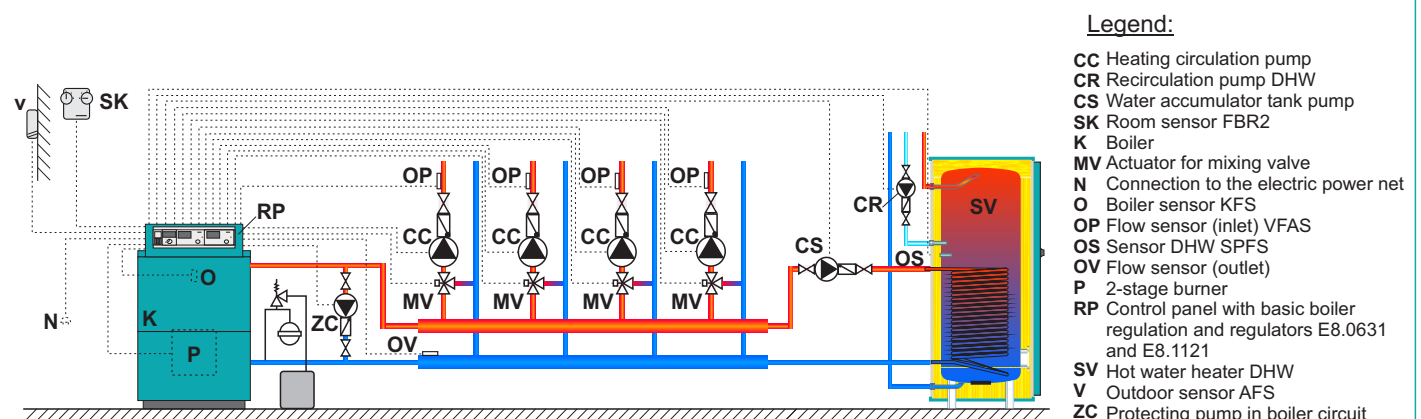 Legend:
CC Heating circulation pump
CR Recirculation pump DHW
CS Water accumulator tank pump
SK Room sensor FBR2
K Boiler
MV Actuator for mixing valve
N Connection to the electric power net
O Boiler sensor KFS
OP Flow sensor (inlet) VFAS
OS Sensor DHW SPFS
OV Flow sensor (outlet)
P 2-stage burner
RP Control panel with basic boiler
regulation and regulators E8.0631
and E8.1121
SV Hot water heater DHW
V Outdoor sensor AFS
ZC Protecting pump in boiler circuit
v
SK
OP
OP
OP
OP
RP
CC
CC
CC
CC
CR
SV
CS
OS
O
MV
MV
MV
MV
N
K
ZC
OV
P